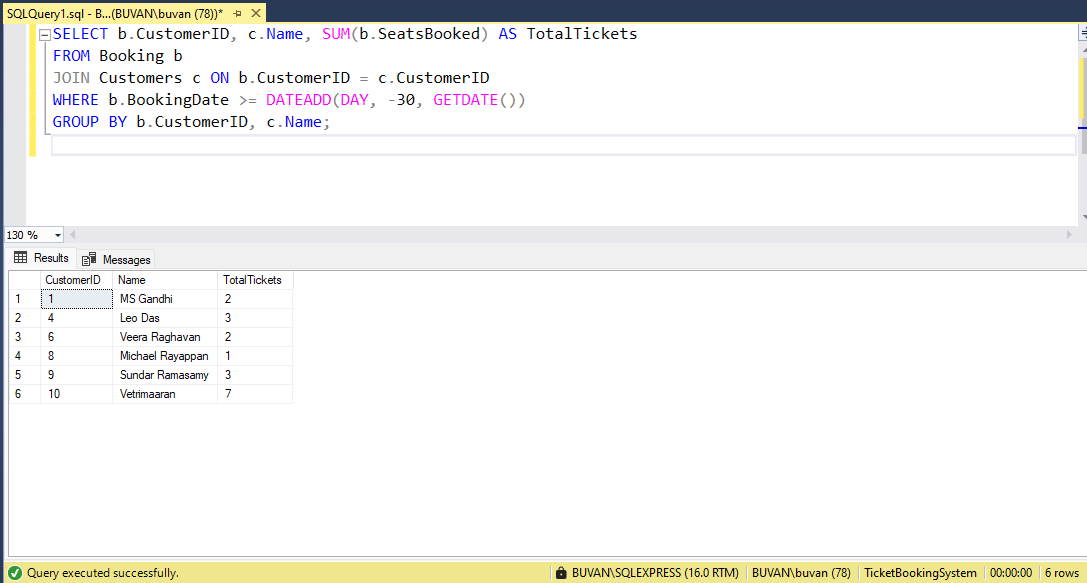 SQLQuery1.sql - B...(BUVAN\buvan (78))*
SELECT b.CustomerID, c.Name, SUM(b.SeatsBooked) AS TotalTickets
FROM Booking b
JOIN Customers c ON b.CustomerID = c.CustomerID
WHERE b.BookingDate >= DATEADD(DAY, -30, GETDATE())
GROUP BY b.CustomerID, c.Name;
130 %
Results Messages
CustomerID Name TotalTickets
1 1 MS Gandhi 2
2 4 Leo Das 3
3 6 Veera Raghavan 2
4 8 Michael Rayappan 1
5 9 Sundar Ramasamy 3
6 10 Vetrimaaran 7
Query executed successfully. BUVAN\SQLEXPRESS (16.0 RTM) BUVAN\buvan (78) TicketBookingSystem 00:00:00 6 rows